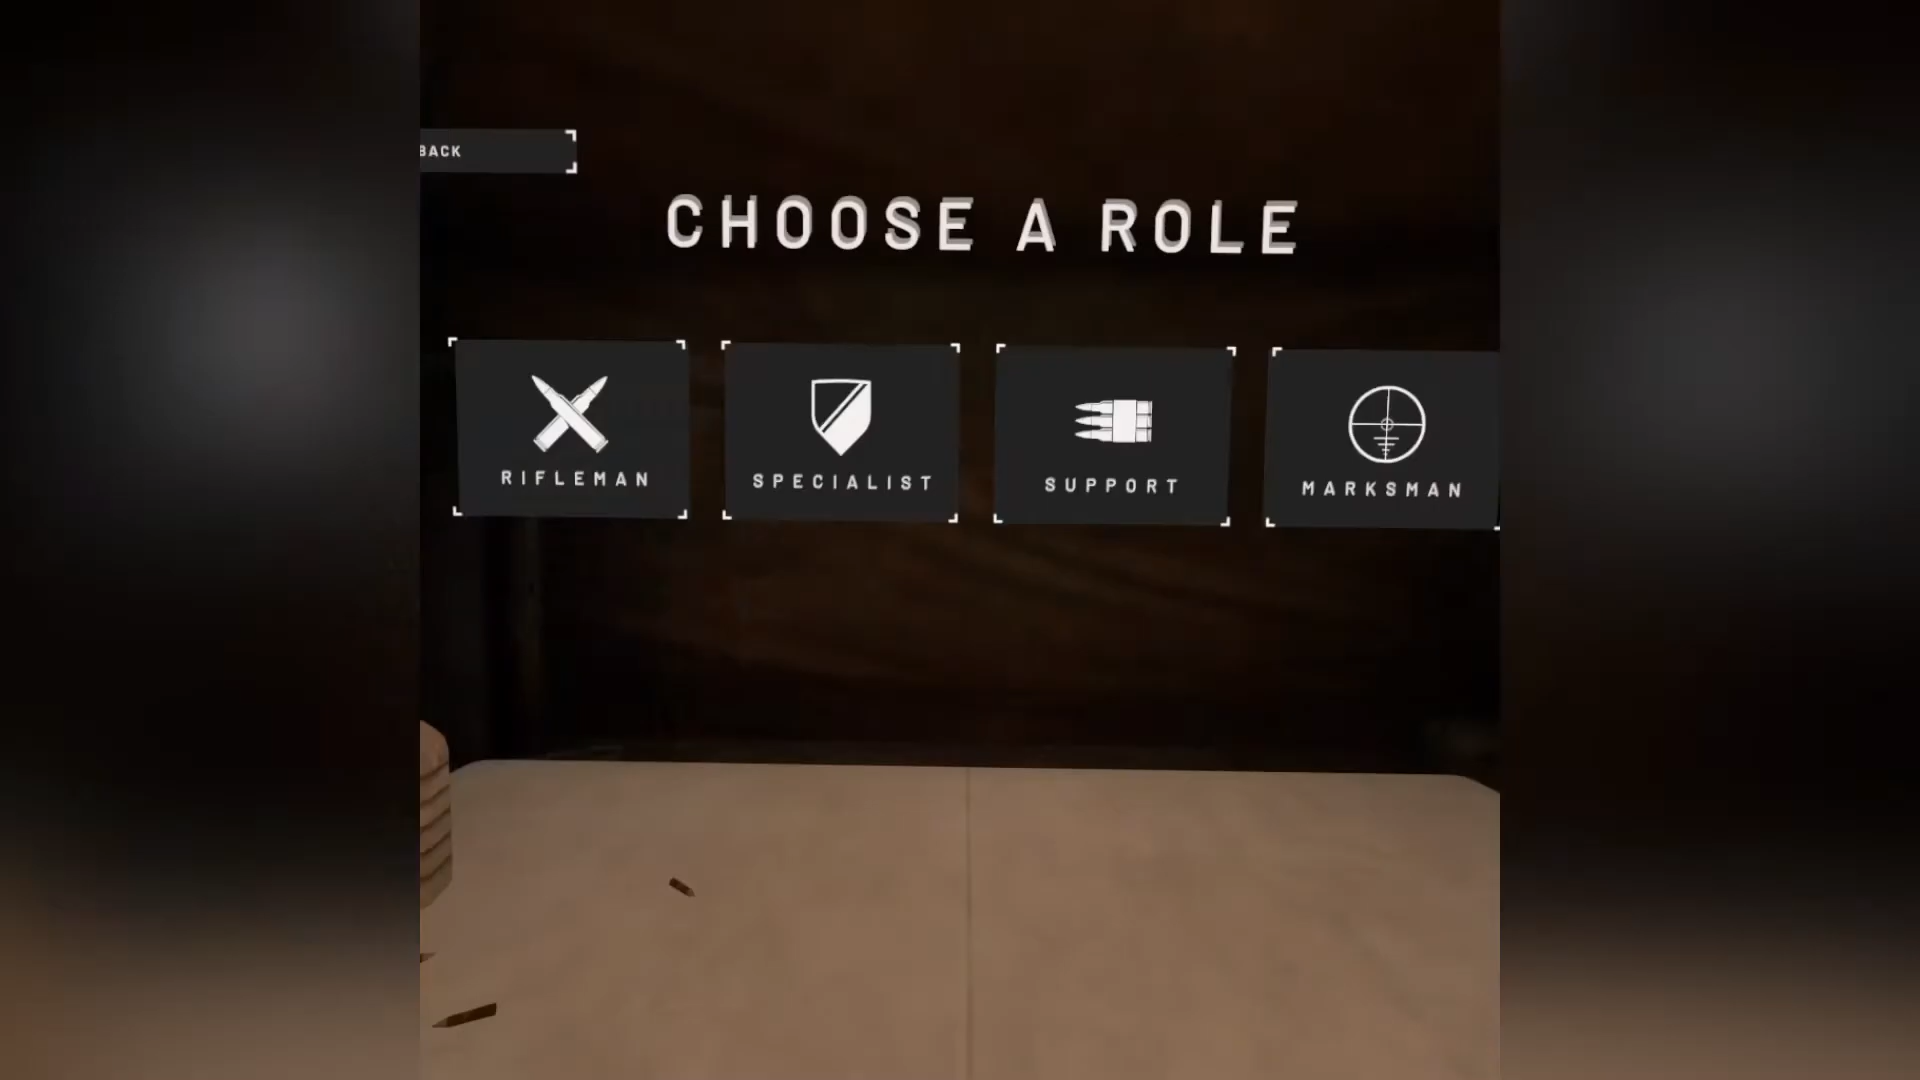 BACK
CHOOSE A ROLE
RIFLEMAN
SPECIALIST
SUPPORT
MARKSMAN